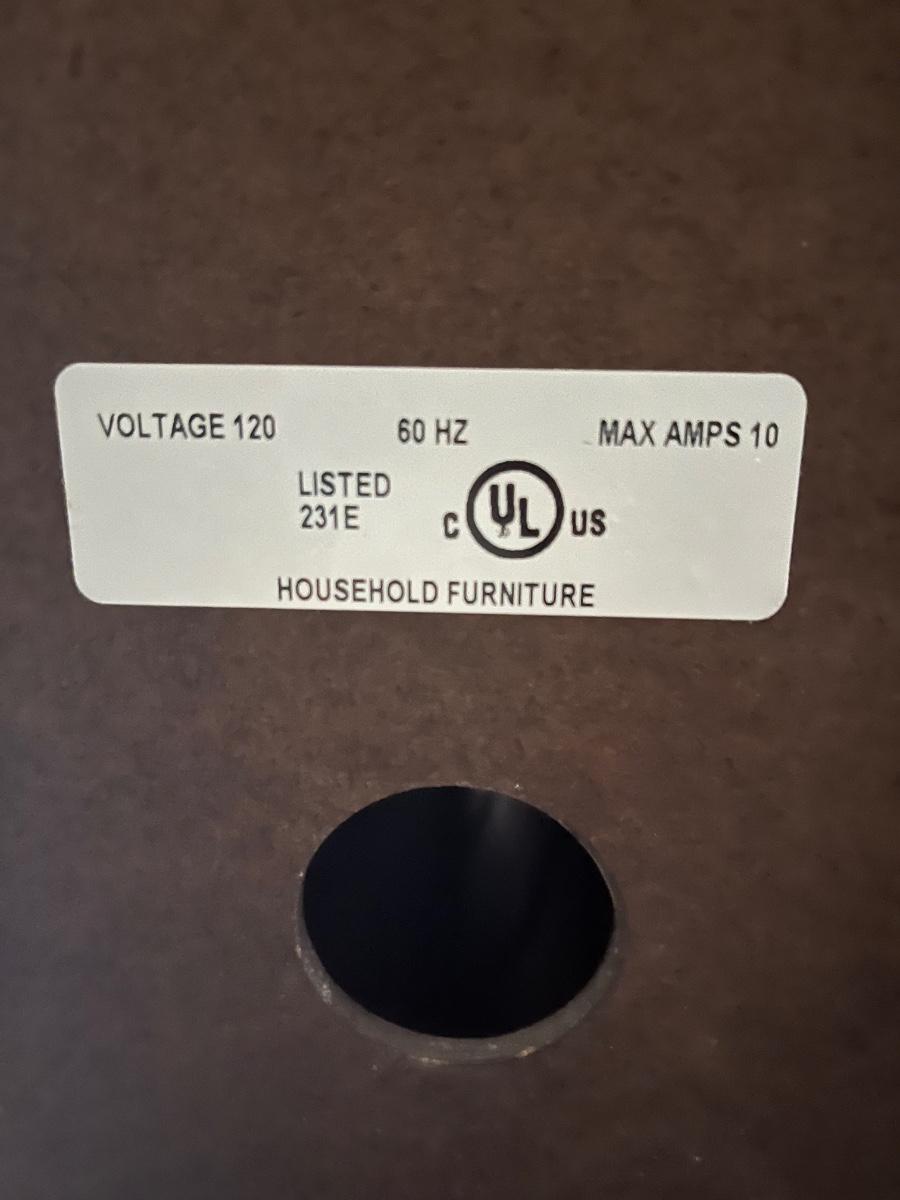 VOLTAGE 120 60 HZ MAX AMPS 10
LISTED
231E
C UL US
HOUSEHOLD FURNITURE